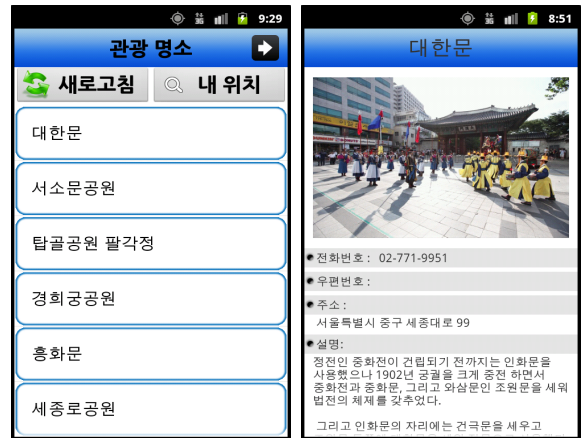 3G 9:29
관광 명소
새로고침 내 위치
대한문
서소문공원
탑골공원 팔각정
경희궁공원
흥화문
세종로공원
3G 8:51
대한문
전화번호 : 02-771-9951
우편번호 :
주소 :
서울특별시 중구 세종대로 99
설명:
정전인 중화전이 건립되기 전까지는 인화문을
사용했으나 1902년 궁궐을 크게 중전 하면서
중화전과 중화문, 그리고 외삼문인 조원문을 세워
법전의 체제를 갖추었다.
그리고 인화문의 자리에는 건극문을 세우고